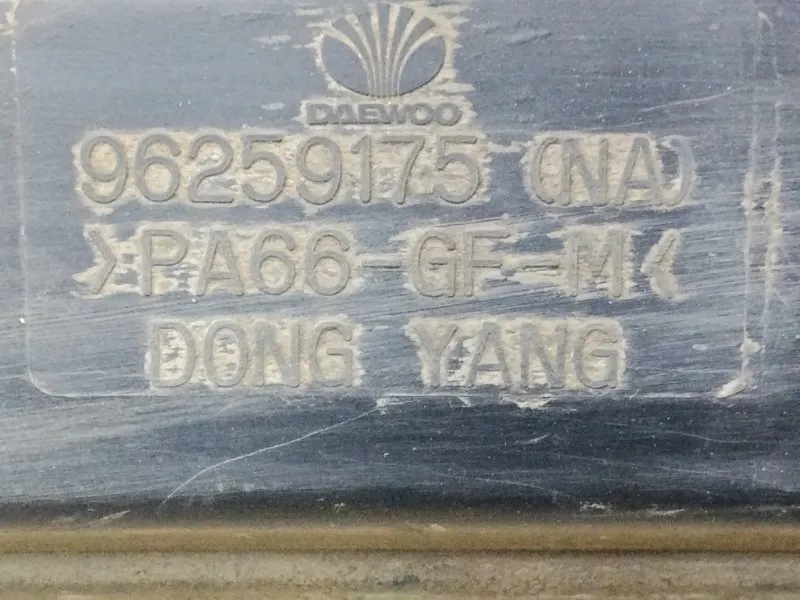 DAEWOO
96259175 (NA)
>PA66-GF-M<
DONG YANG